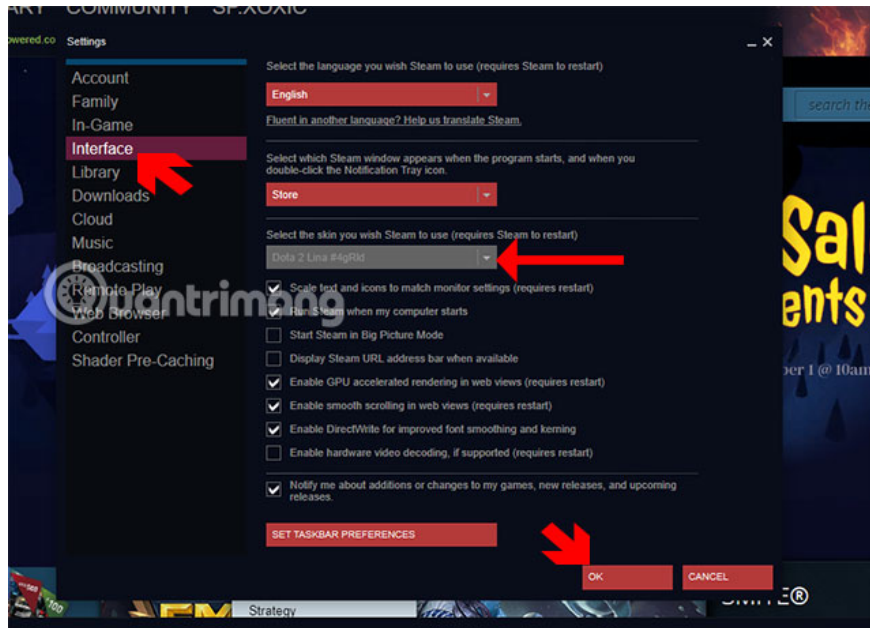 COMMUNITY
SP.XOXIC
powered.co
Settings
Account
Family
In-Game
Interface
Library
Downloads
Cloud
Music
Broadcasting
Remote Play
Web Browser
Controller
Shader Pre-Caching
Select the language you wish Steam to use (requires Steam to restart)
English
Fluent in another language? Help us translate Steam.
Select which Steam window appears when the program starts, and when you
double-click the Notification Tray icon.
Store
Select the skin you wish Steam to use (requires Steam to restart)
Dota 2 Lina #4gRkl
Scale text and icons to match monitor settings (requires restart)
Run Steam when my computer starts
Start Steam in Big Picture Mode
Display Steam URL address bar when available
Enable GPU accelerated rendering in web views (requires restart)
Enable smooth scrolling in web views (requires restart)
Enable DirectWrite for improved font smoothing and kerning
Enable hardware video decoding, if supported (requires restart)
Notify me about additions or changes to my games, new releases, and upcoming
releases.
SET TASKBAR PREFERENCES
OK
CANCEL
uantrimang
search the
Sal
ents
ber 1 @ 10am
Strategy
SMITE®